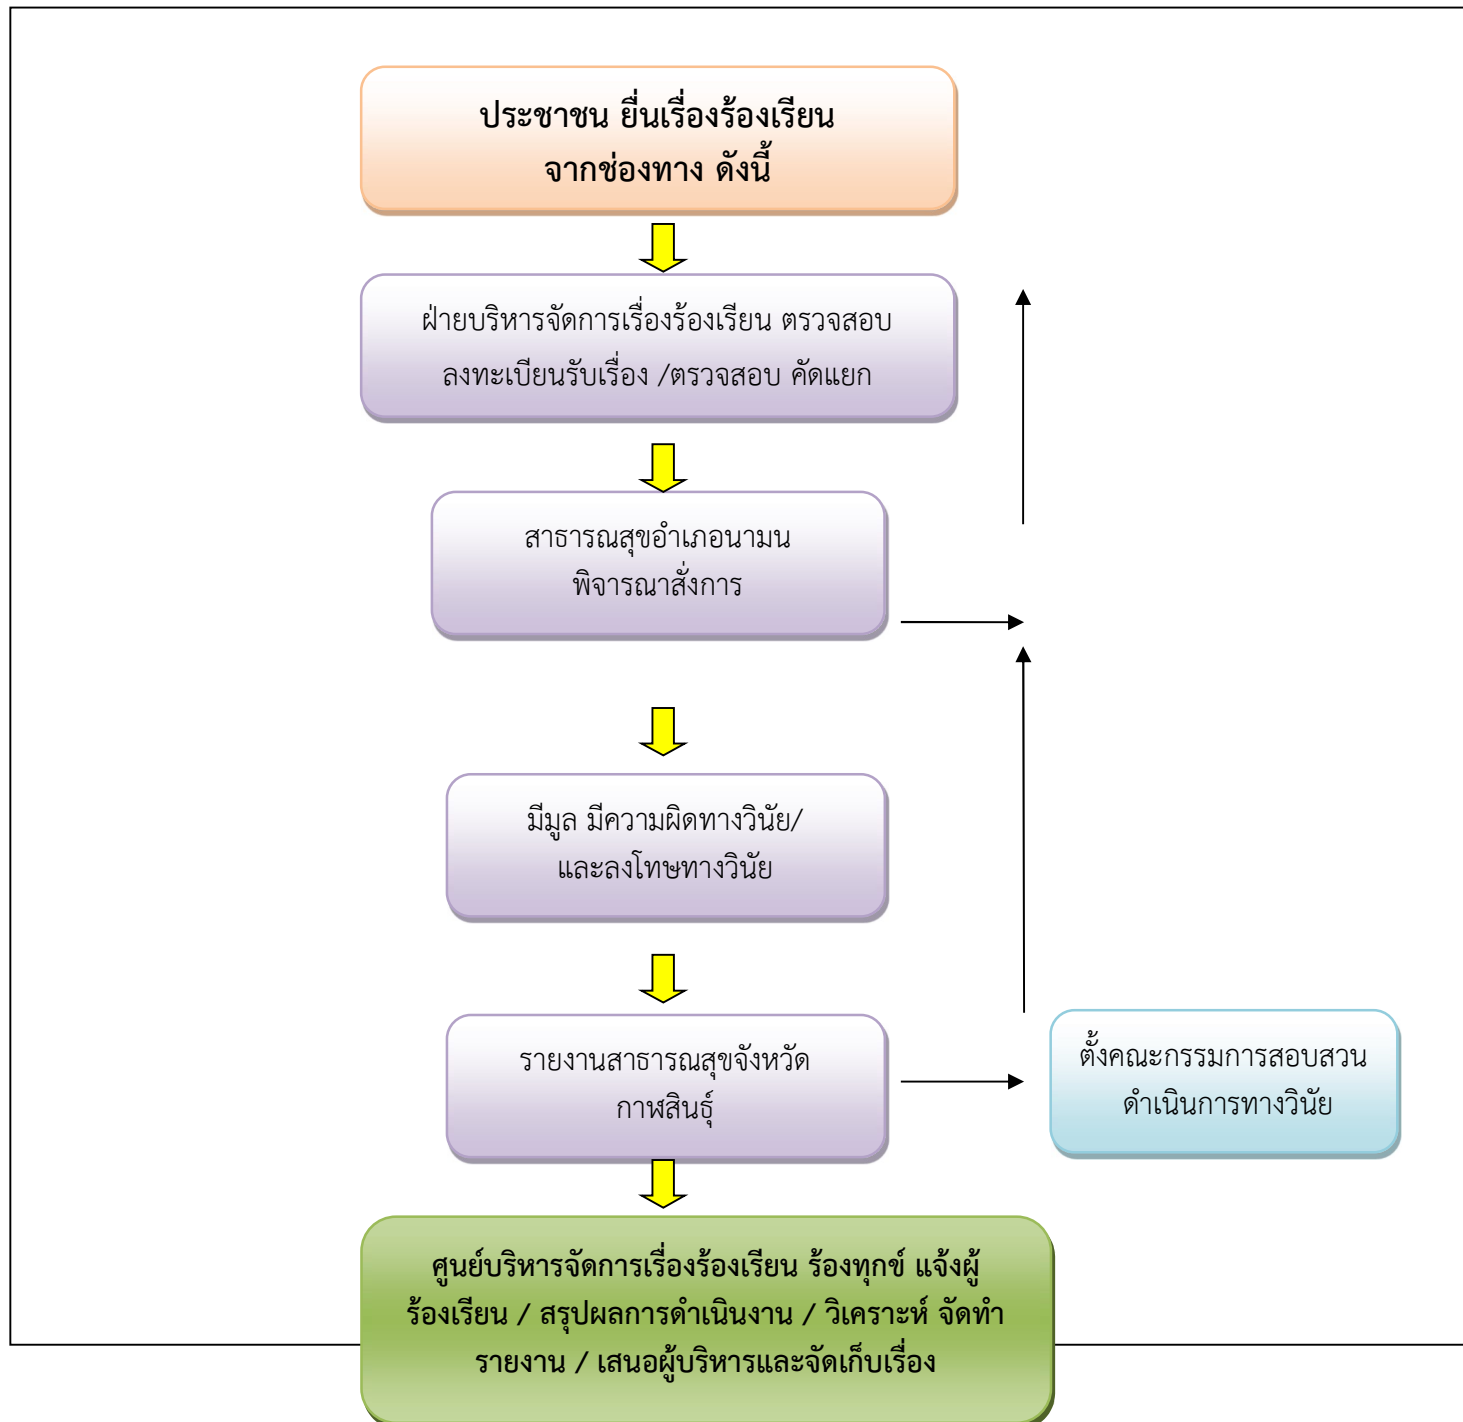 ประชาชน ยื่นเรื่องร้องเรียน
จากช่องทาง ดังนี้
ฝ่ายบริหารจัดการเรื่องร้องเรียน ตรวจสอบ
ลงทะเบียนรับเรื่อง /ตรวจสอบ คัดแยก
สาธารณสุขอำเภอนามน
พิจารณาสั่งการ
มีมูล มีความผิดทางวินัย/
และลงโทษทางวินัย
รายงานสาธารณสุขจังหวัด
กาฬสินธุ์
ตั้งคณะกรรมการสอบสวน
ดำเนินการทางวินัย
ศูนย์บริหารจัดการเรื่องร้องเรียน ร้องทุกข์ แจ้งผู้
ร้องเรียน / สรุปผลการดำเนินงาน / วิเคราะห์ จัดทำ
รายงาน / เสนอผู้บริหารและจัดเก็บเรื่อง